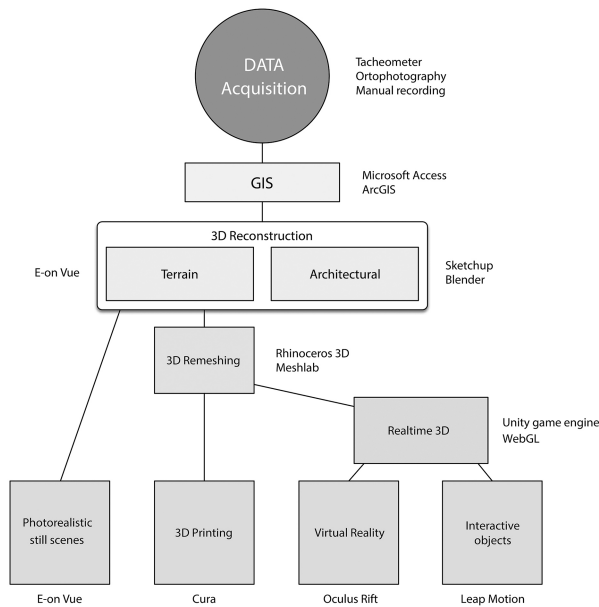 DATA
Acquisition
Tacheometer
Ortophotography
Manual recording
GIS
Microsoft Access
ArcGIS
3D Reconstruction
E-on Vue
Terrain
Architectural
Sketchup
Blender
3D Remeshing
Rhinoceros 3D
Meshlab
Realtime 3D
Unity game engine
WebGL
Photorealistic
still scenes
3D Printing
Virtual Reality
Interactive
objects
E-on Vue
Cura
Oculus Rift
Leap Motion